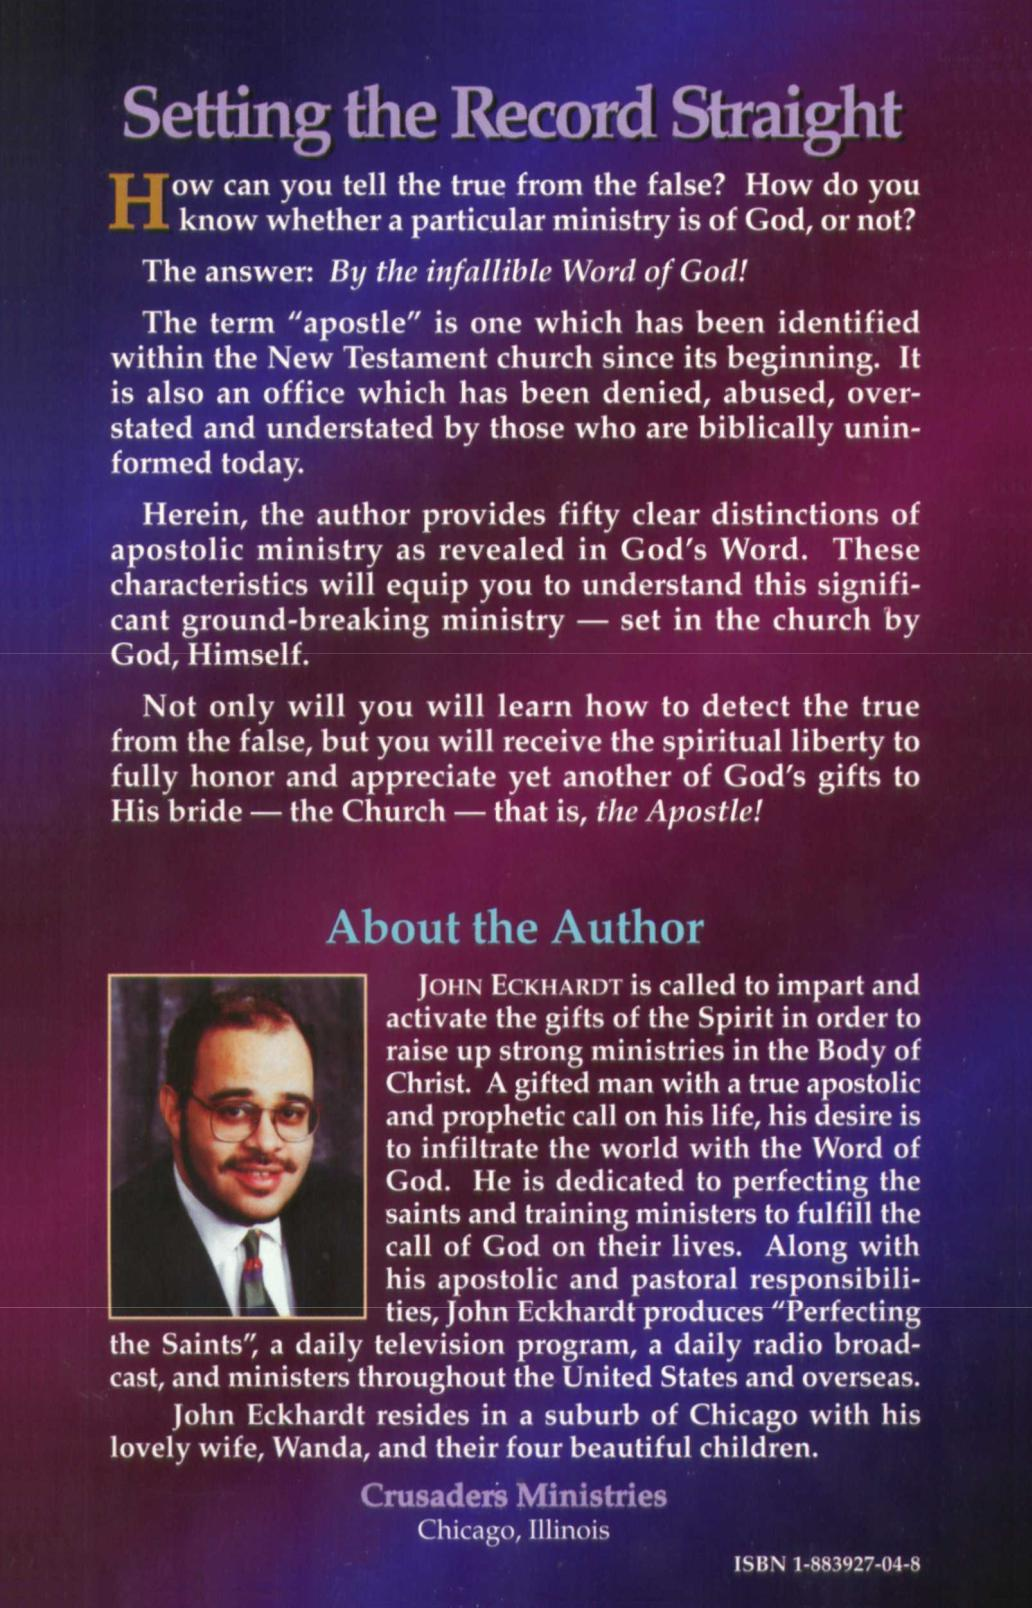 Setting the Record Straight
How can you tell the true from the false? How do you
know whether a particular ministry is of God, or not?
The answer: By the infallible Word of God!
The term "apostle" is one which has been identified
within the New Testament church since its beginning. It
is also an office which has been denied, abused, over-
stated and understated by those who are biblically unin-
formed today.
Herein, the author provides fifty clear distinctions of
apostolic ministry as revealed in God's Word. These
characteristics will equip you to understand this signifi-
cant ground-breaking ministry — set in the church by
God, Himself.
Not only will you will learn how to detect the true
from the false, but you will receive the spiritual liberty to
fully honor and appreciate yet another of God's gifts to
His bride — the Church — that is, the Apostle!
About the Author
JOHN ECKHARDT is called to impart and
activate the gifts of the Spirit in order to
raise up strong ministries in the Body of
Christ. A gifted man with a true apostolic
and prophetic call on his life, his desire is
to infiltrate the world with the Word of
God. He is dedicated to perfecting the
saints and training ministers to fulfill the
call of God on their lives. Along with
his apostolic and pastoral responsibili-
ties, John Eckhardt produces "Perfecting
the Saints", a daily television program, a daily radio broad-
cast, and ministers throughout the United States and overseas.
John Eckhardt resides in a suburb of Chicago with his
lovely wife, Wanda, and their four beautiful children.
Crusaders Ministries
Chicago, Illinois
ISBN 1-883927-04-8